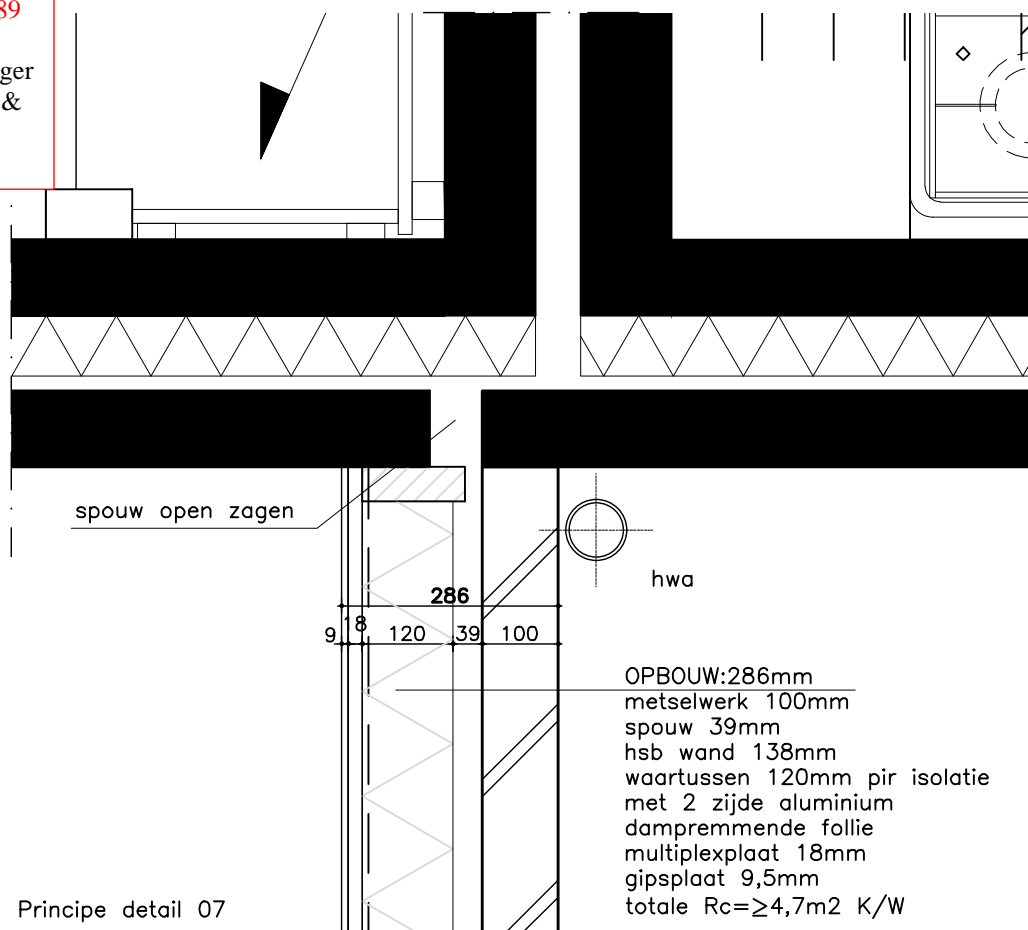 89
ger
&
spouw open zagen
hwa
286
9 18 120 39 100
OPBOUW:286mm
metselwerk 100mm
spouw 39mm
hsb wand 138mm
waartussen 120mm pir isolatie
met 2 zijde aluminium
dampremmende follie
multiplexplaat 18mm
gipsplaat 9,5mm
totale Rc=≥4,7m2 K/W
Principe detail 07